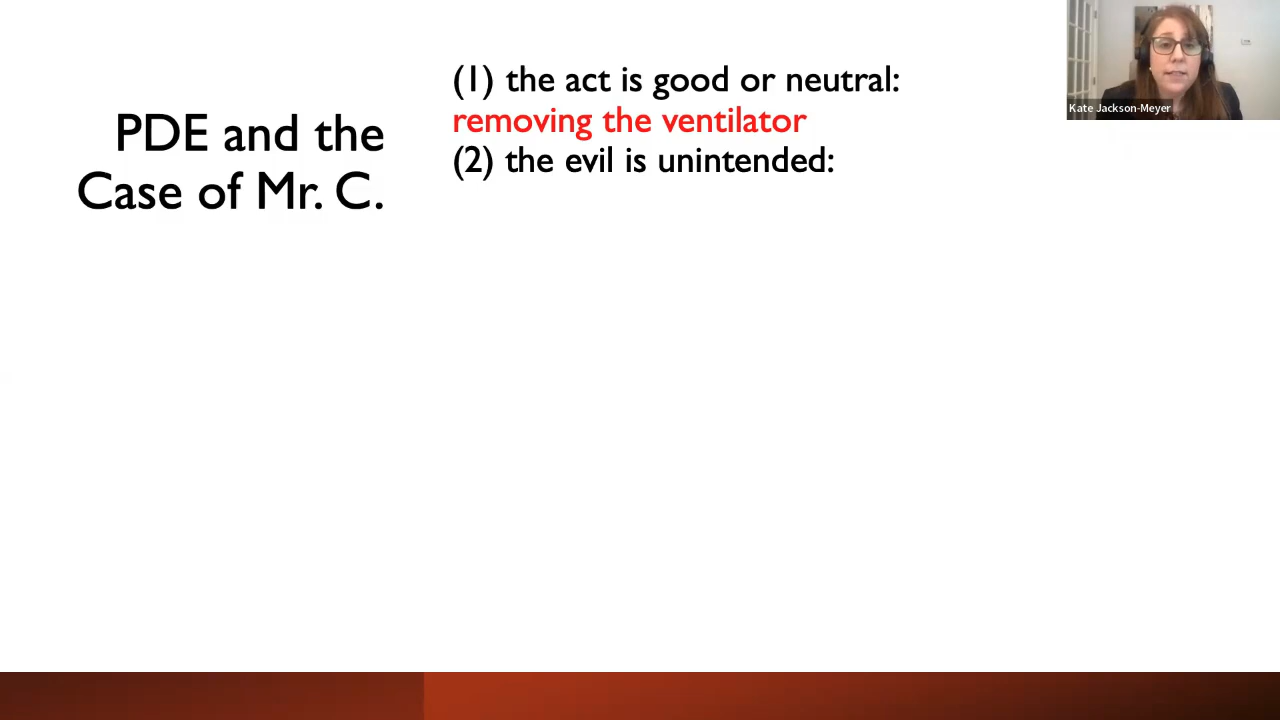 PDE and the
Case of Mr. C.
(1) the act is good or neutral:
removing the ventilator
(2) the evil is unintended:
Kate Jackson-Meyer